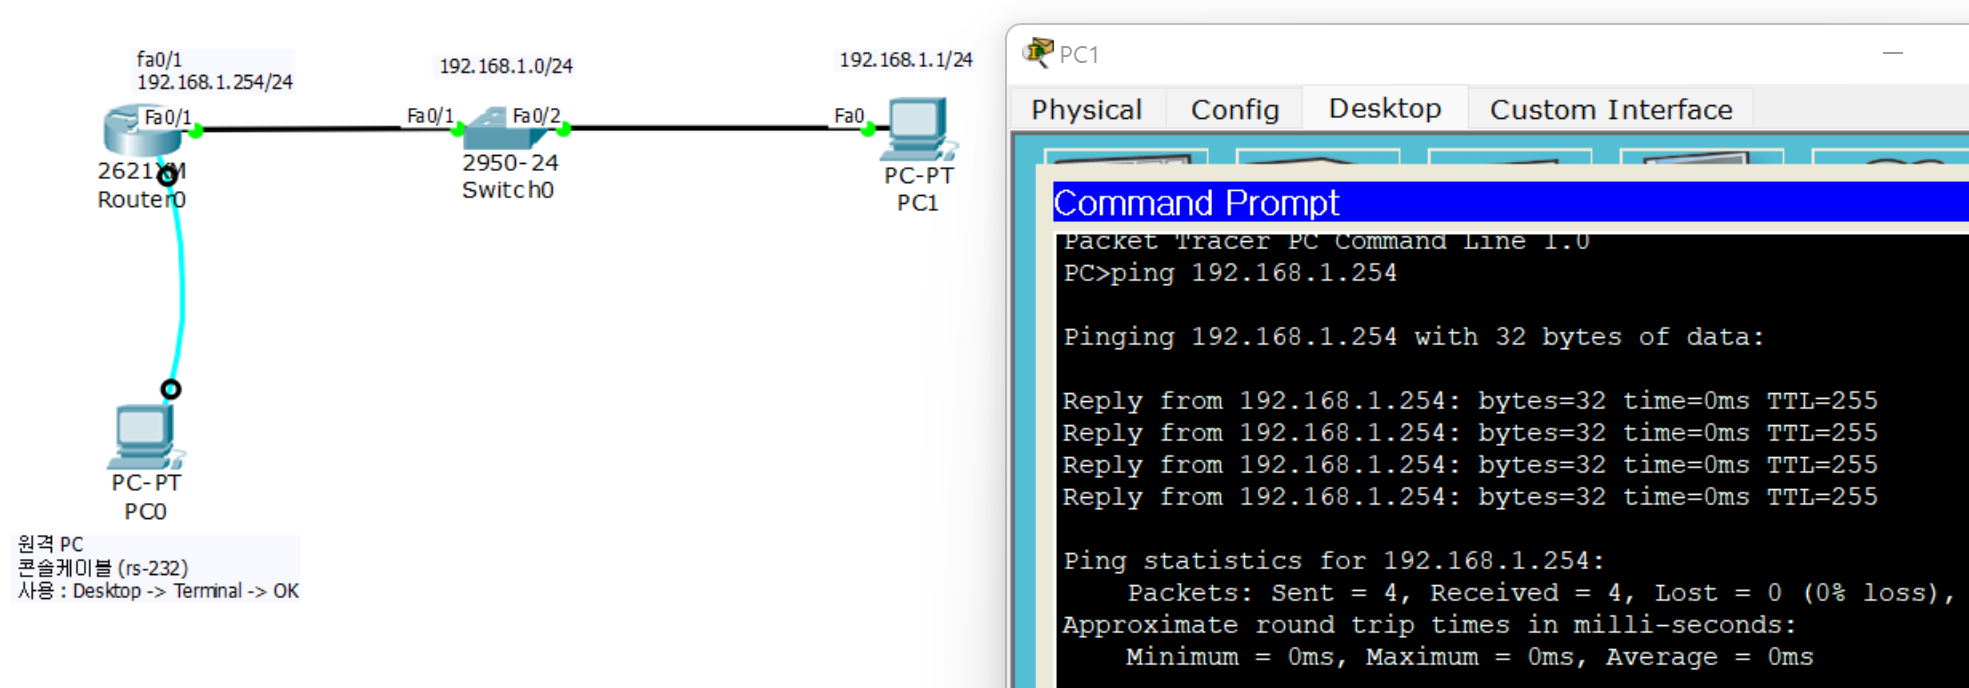 fa0/1
192.168.1.254/24
Fa0/1
2621XM
Router0
192.168.1.0/24
Fa0/1
Fa0/2
2950-24
Switch0
192.168.1.1/24
Fa0
PC-PT
PC1
PC-PT
PC0
원격 PC
콘솔케이블 (rs-232)
사용 : Desktop -> Terminal -> OK
PC1
Physical
Config
Desktop
Custom Interface
Command Prompt
Packet Tracer PC Command Line 1.0
PC>ping 192.168.1.254
Pinging 192.168.1.254 with 32 bytes of data:
Reply from 192.168.1.254: bytes=32 time=0ms TTL=255
Reply from 192.168.1.254: bytes=32 time=0ms TTL=255
Reply from 192.168.1.254: bytes=32 time=0ms TTL=255
Reply from 192.168.1.254: bytes=32 time=0ms TTL=255
Ping statistics for 192.168.1.254:
Packets: Sent = 4, Received = 4, Lost = 0 (0% loss),
Approximate round trip times in milli-seconds:
Minimum = 0ms, Maximum = 0ms, Average = 0ms